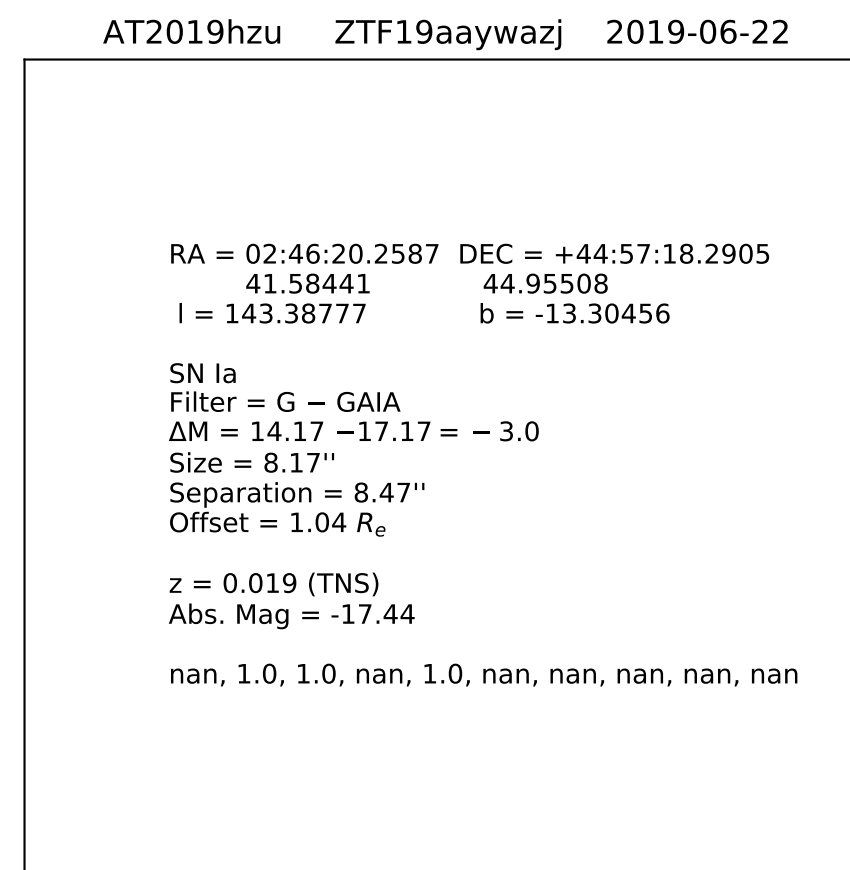 AT2019hzu ZTF19aaywazj 2019-06-22
RA = 02:46:20.2587 DEC = +44:57:18.2905
41.58441 44.95508
l = 143.38777 b = -13.30456
SN Ia
Filter = G − GAIA
ΔM = 14.17 −17.17 = − 3.0
Size = 8.17''
Separation = 8.47''
Offset = 1.04 Re
z = 0.019 (TNS)
Abs. Mag = -17.44
nan, 1.0, 1.0, nan, 1.0, nan, nan, nan, nan, nan